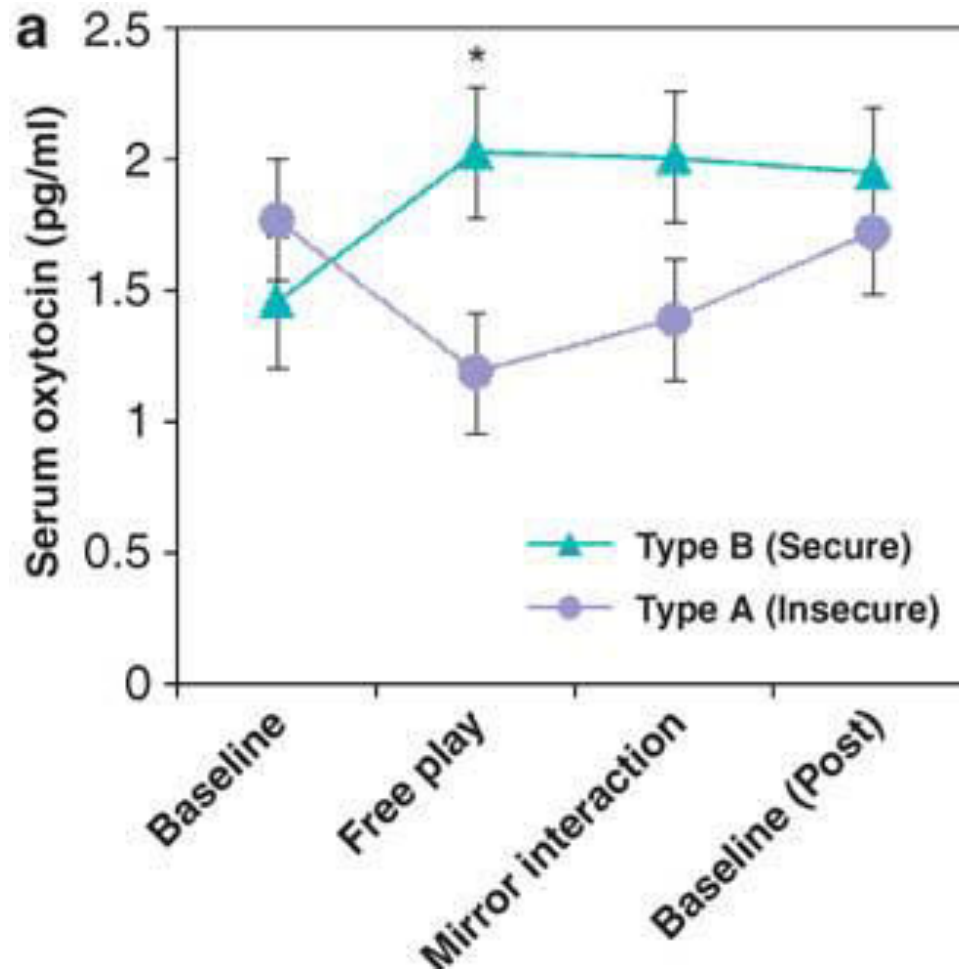 a
Serum oxytocin (pg/ml)
2.5
2
1.5
1
0.5
0
*
Type B (Secure)
Type A (Insecure)
Baseline
Free play
Mirror interaction
Baseline (Post)